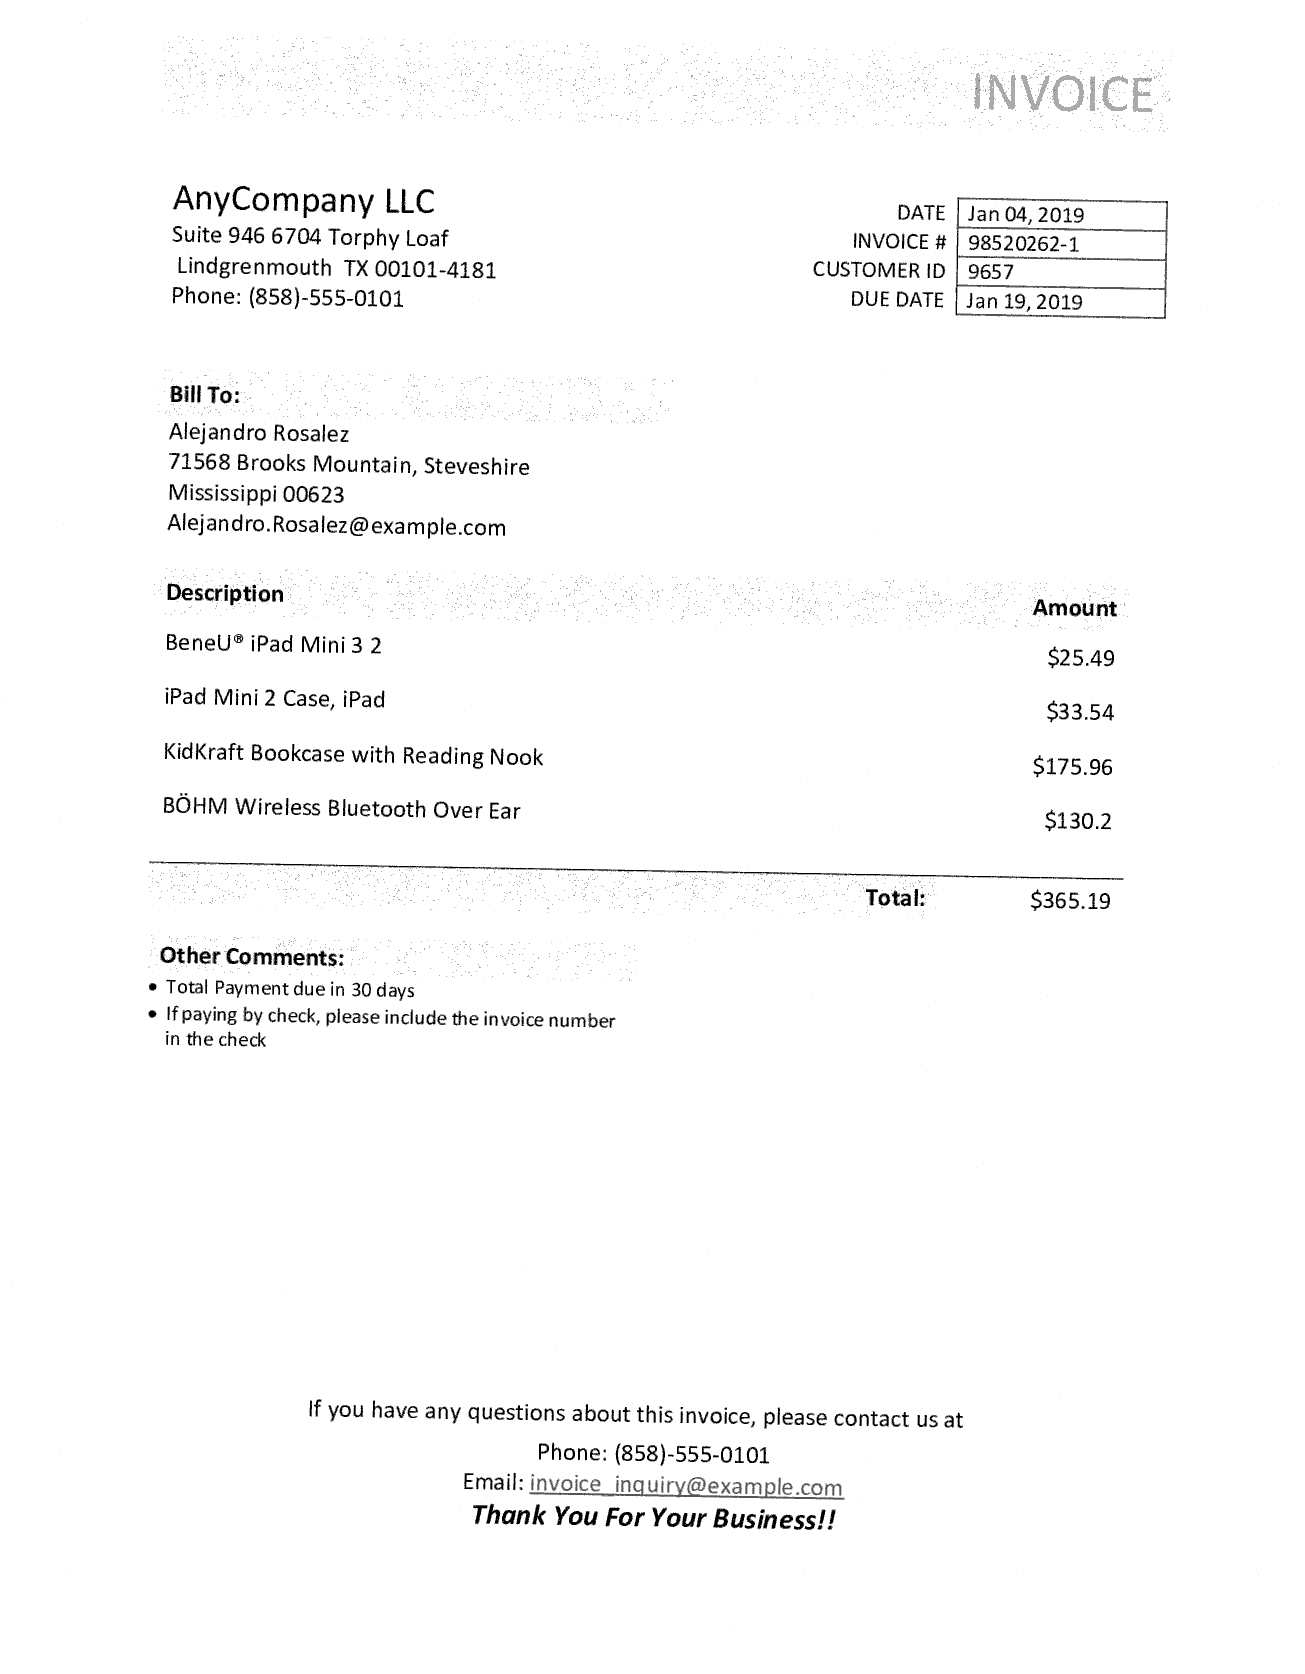 INVOICE
AnyCompany LLC
Suite 946 6704 Torphy Loaf
Lindgrenmouth TX 00101-4181
Phone: (858)-555-0101
DATE Jan 04, 2019
INVOICE # 98520262-1
CUSTOMER ID 9657
DUE DATE Jan 19, 2019
Bill To:
Alejandro Rosalez
71568 Brooks Mountain, Steveshire
Mississippi 00623
Alejandro.Rosalez@example.com
Description Amount
BeneU® iPad Mini 3 2 $25.49
iPad Mini 2 Case, iPad $33.54
KidKraft Bookcase with Reading Nook $175.96
BÖHM Wireless Bluetooth Over Ear $130.2
Total: $365.19
Other Comments:
• Total Payment due in 30 days
• If paying by check, please include the invoice number
in the check
If you have any questions about this invoice, please contact us at
Phone: (858)-555-0101
Email: invoice_inquiry@example.com
Thank You For Your Business!!